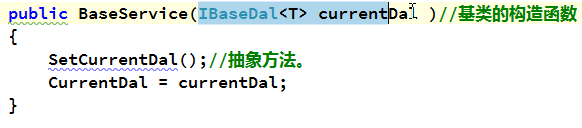 public BaseService(IBaseDal<T> currentDal )//基类的构造函数
{
    SetCurrentDal();//抽象方法。
    CurrentDal = currentDal;
}